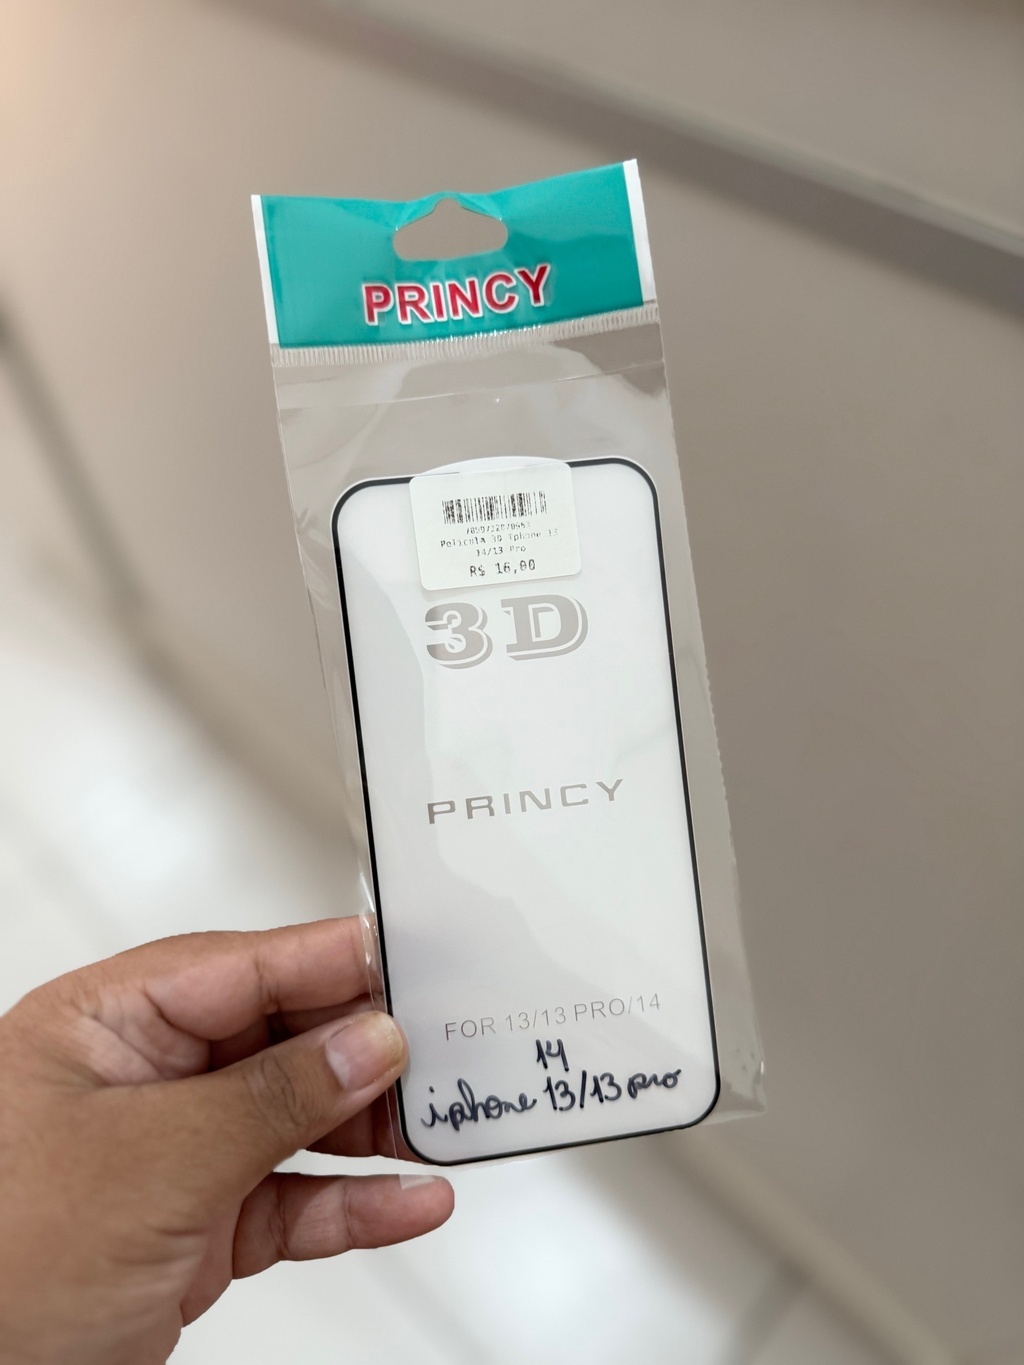 PRINCY
Pelicula 3D Iphone 13
14/13 Pro
R$ 16,00
3D
PRINCY
FOR 13/13 PRO/14
14
iphone 13/13 pro